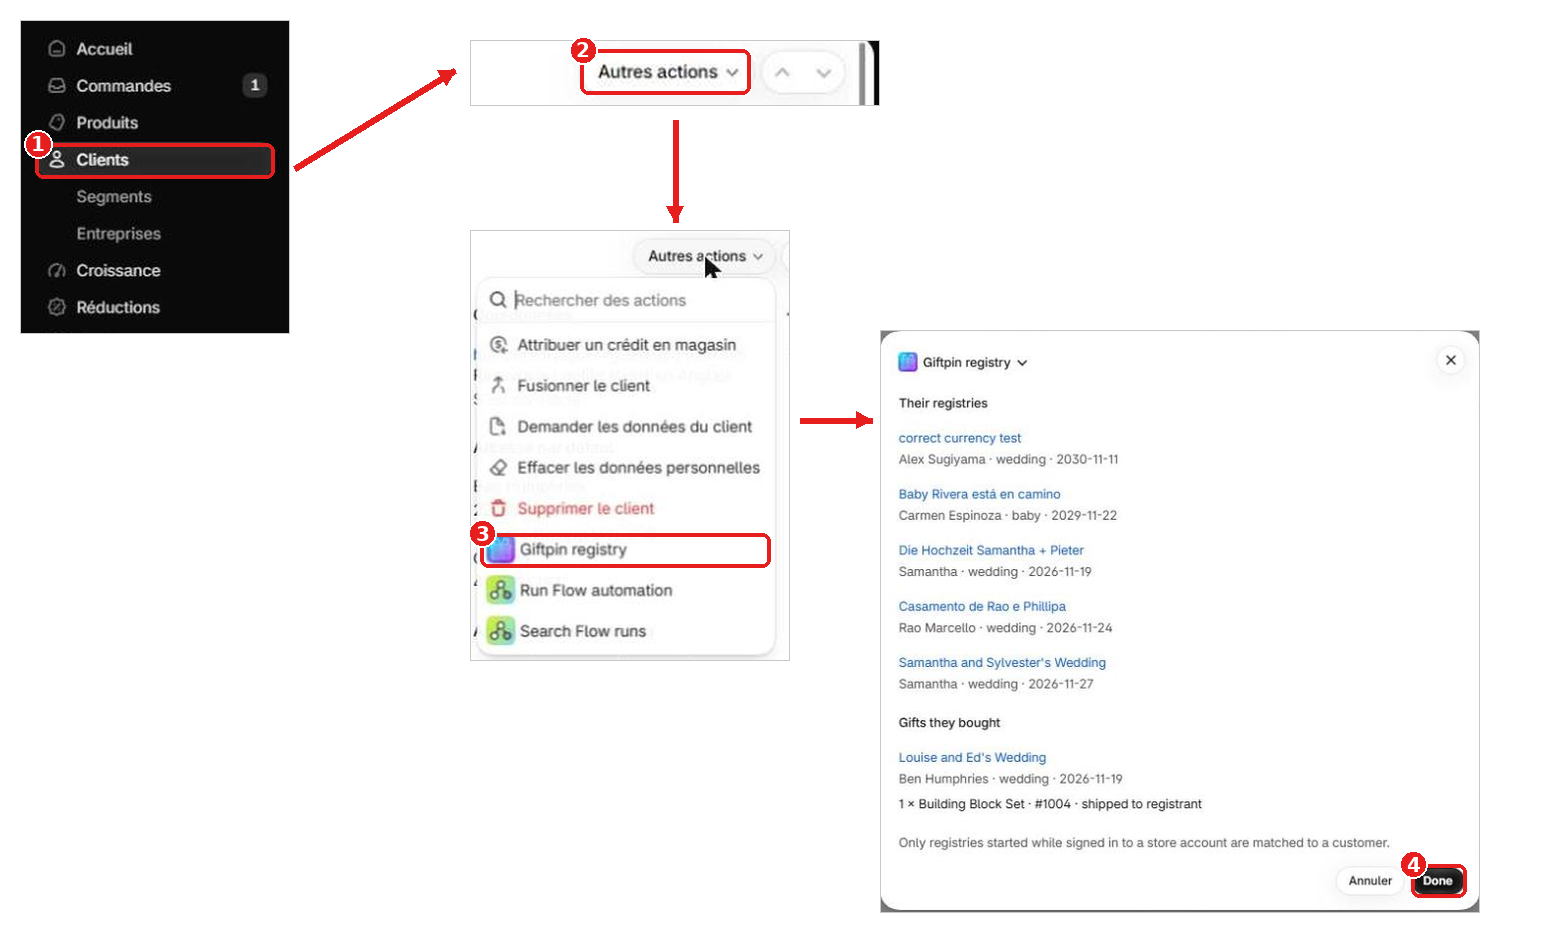 Accueil
Commandes 1
Produits
1
Clients
Segments
Entreprises
Croissance
Réductions
2
Autres actions
Autres actions
Rechercher des actions
Attribuer un crédit en magasin
Fusionner le client
Demander les données du client
Effacer les données personnelles
Supprimer le client
3
Giftpin registry
Run Flow automation
Search Flow runs
Giftpin registry
Their registries
correct currency test
Alex Sugiyama · wedding · 2030-11-11
Baby Rivera está en camino
Carmen Espinoza · baby · 2029-11-22
Die Hochzeit Samantha + Pieter
Samantha · wedding · 2026-11-19
Casamento de Rao e Phillipa
Rao Marcello · wedding · 2026-11-24
Samantha and Sylvester's Wedding
Samantha · wedding · 2026-11-27
Gifts they bought
Louise and Ed's Wedding
Ben Humphries · wedding · 2026-11-19
1 × Building Block Set · #1004 · shipped to registrant
Only registries started while signed in to a store account are matched to a customer.
4
Annuler Done